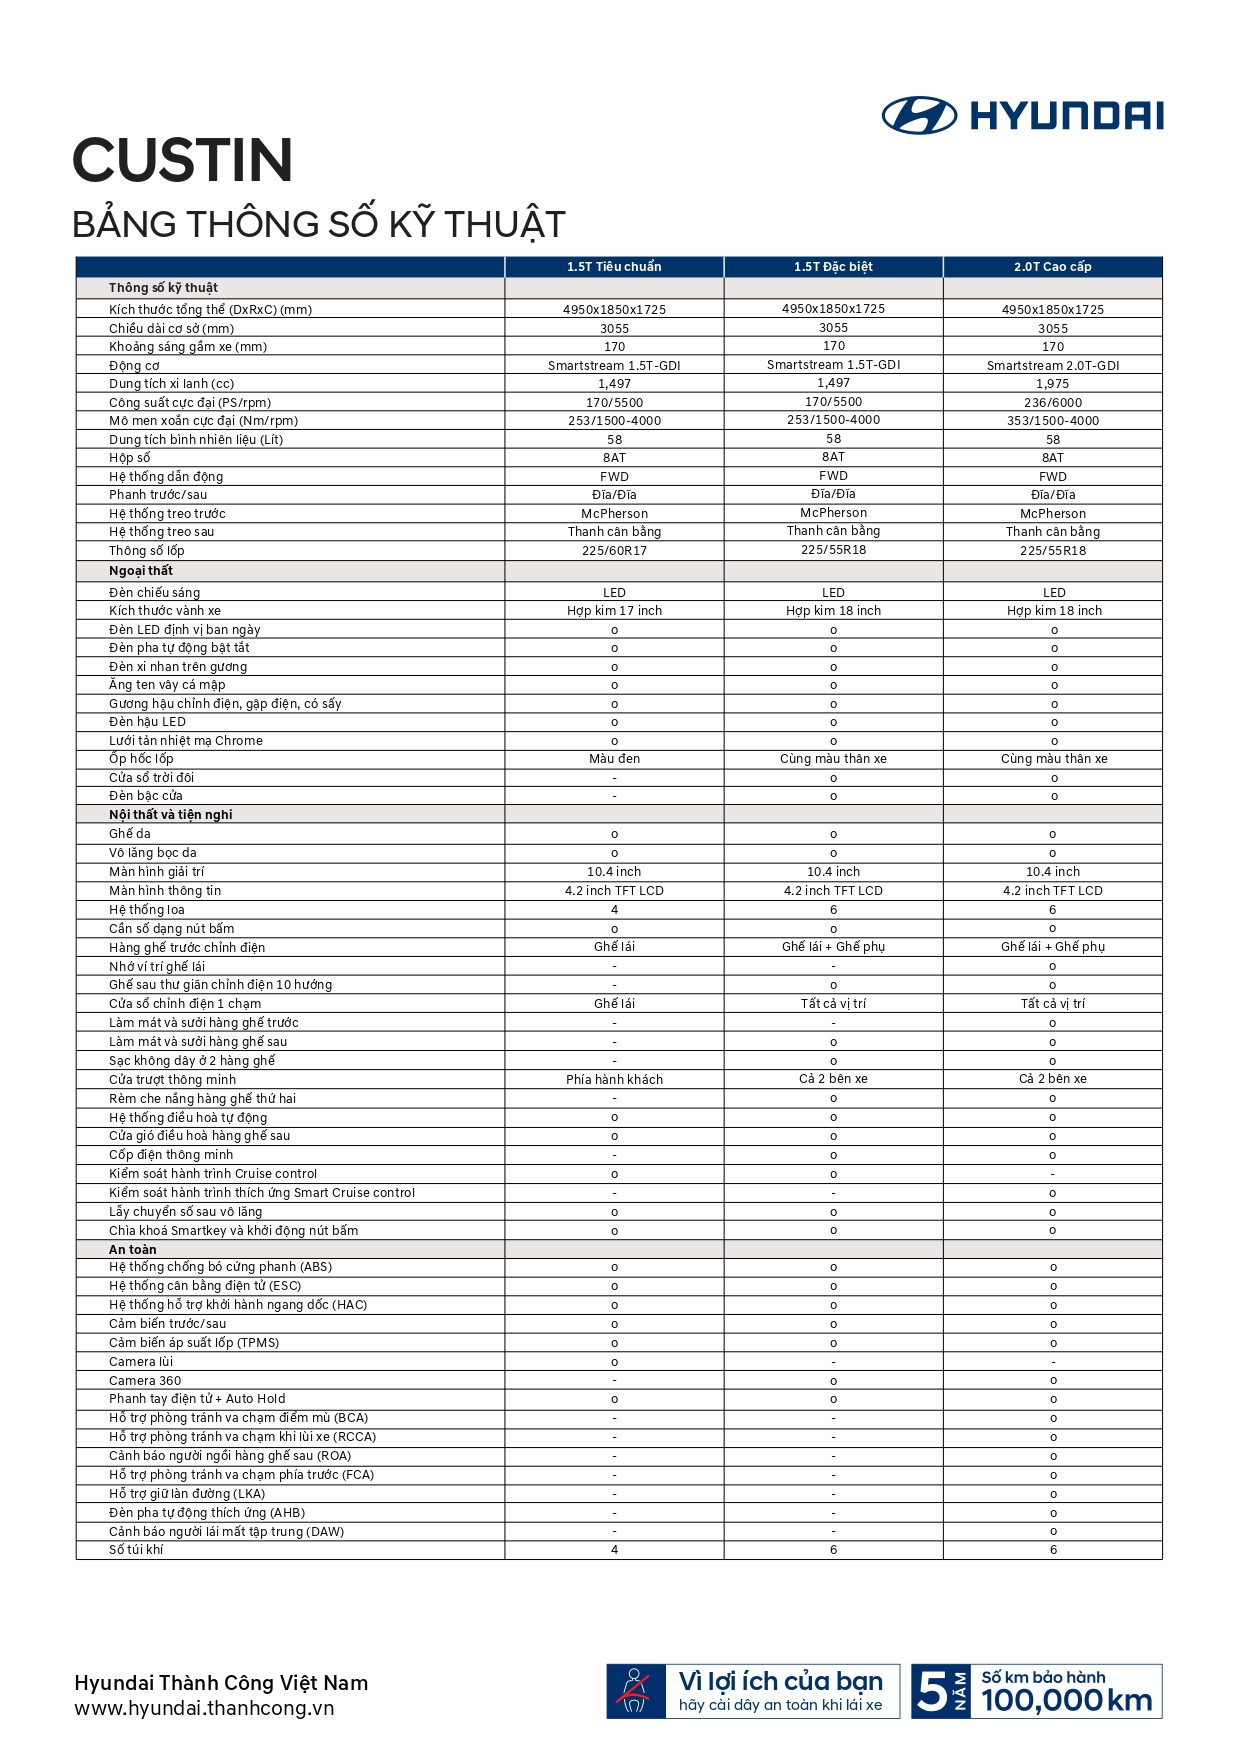 HYUNDAI
CUSTIN
BẢNG THÔNG SỐ KỸ THUẬT
1.5T Tiêu chuẩn 1.5T Đặc biệt 2.0T Cao cấp
Thông số kỹ thuật
Kích thước tổng thể (DxRxC) (mm) 4950x1850x1725 4950x1850x1725 4950x1850x1725
Chiều dài cơ sở (mm) 3055 3055 3055
Khoảng sáng gầm xe (mm) 170 170 170
Động cơ Smartstream 1.5T-GDI Smartstream 1.5T-GDI Smartstream 2.0T-GDI
Dung tích xi lanh (cc) 1,497 1,497 1,975
Công suất cực đại (PS/rpm) 170/5500 170/5500 236/6000
Mô men xoắn cực đại (Nm/rpm) 253/1500-4000 253/1500-4000 353/1500-4000
Dung tích bình nhiên liệu (Lít) 58 58 58
Hộp số 8AT 8AT 8AT
Hệ thống dẫn động FWD FWD FWD
Phanh trước/sau Đĩa/Đĩa Đĩa/Đĩa Đĩa/Đĩa
Hệ thống treo trước McPherson McPherson McPherson
Hệ thống treo sau Thanh cân bằng Thanh cân bằng Thanh cân bằng
Thông số lốp 225/60R17 225/55R18 225/55R18
Ngoại thất
Đèn chiếu sáng LED LED LED
Kích thước vành xe Hợp kim 17 inch Hợp kim 18 inch Hợp kim 18 inch
Đèn LED định vị ban ngày o o o
Đèn pha tự động bật tắt o o o
Đèn xi nhan trên gương o o o
Ăng ten vây cá mập o o o
Gương hậu chỉnh điện, gập điện, có sấy o o o
Đèn hậu LED o o o
Lưới tản nhiệt mạ Chrome o o o
Ốp hốc lốp Màu đen Cùng màu thân xe Cùng màu thân xe
Cửa sổ trời đôi - o o
Đèn bậc cửa - o o
Nội thất và tiện nghi
Ghế da o o o
Vô lăng bọc da o o o
Màn hình giải trí 10.4 inch 10.4 inch 10.4 inch
Màn hình thông tin 4.2 inch TFT LCD 4.2 inch TFT LCD 4.2 inch TFT LCD
Hệ thống loa 4 6 6
Cần số dạng nút bấm o o o
Hàng ghế trước chỉnh điện Ghế lái Ghế lái + Ghế phụ Ghế lái + Ghế phụ
Nhớ ví trí ghế lái - - o
Ghế sau thư giãn chỉnh điện 10 hướng - o o
Cửa sổ chỉnh điện 1 chạm Ghế lái Tất cả vị trí Tất cả vị trí
Làm mát và sưởi hàng ghế trước - - o
Làm mát và sưởi hàng ghế sau - o o
Sạc không dây ở 2 hàng ghế - o o
Cửa trượt thông minh Phía hành khách Cả 2 bên xe Cả 2 bên xe
Rèm che nắng hàng ghế thứ hai - o o
Hệ thống điều hoà tự động o o o
Cửa gió điều hoà hàng ghế sau o o o
Cốp điện thông minh - o o
Kiểm soát hành trình Cruise control o o -
Kiểm soát hành trình thích ứng Smart Cruise control - - o
Lẫy chuyển số sau vô lăng o o o
Chìa khoá Smartkey và khởi động nút bấm o o o
An toàn
Hệ thống chống bó cứng phanh (ABS) o o o
Hệ thống cân bằng điện tử (ESC) o o o
Hệ thống hỗ trợ khởi hành ngang dốc (HAC) o o o
Cảm biến trước/sau o o o
Cảm biến áp suất lốp (TPMS) o o o
Camera lùi o - -
Camera 360 - o o
Phanh tay điện tử + Auto Hold o o o
Hỗ trợ phòng tránh va chạm điểm mù (BCA) - - o
Hỗ trợ phòng tránh va chạm khi lùi xe (RCCA) - - o
Cảnh báo người ngồi hàng ghế sau (ROA) - - o
Hỗ trợ phòng tránh va chạm phía trước (FCA) - - o
Hỗ trợ giữ làn đường (LKA) - - o
Đèn pha tự động thích ứng (AHB) - - o
Cảnh báo người lái mất tập trung (DAW) - - o
Số túi khí 4 6 6
Hyundai Thành Công Việt Nam
www.hyundai.thanhcong.vn
Vì lợi ích của bạn
hãy cài dây an toàn khi lái xe
5 NĂM
Số km bảo hành
100,000 km